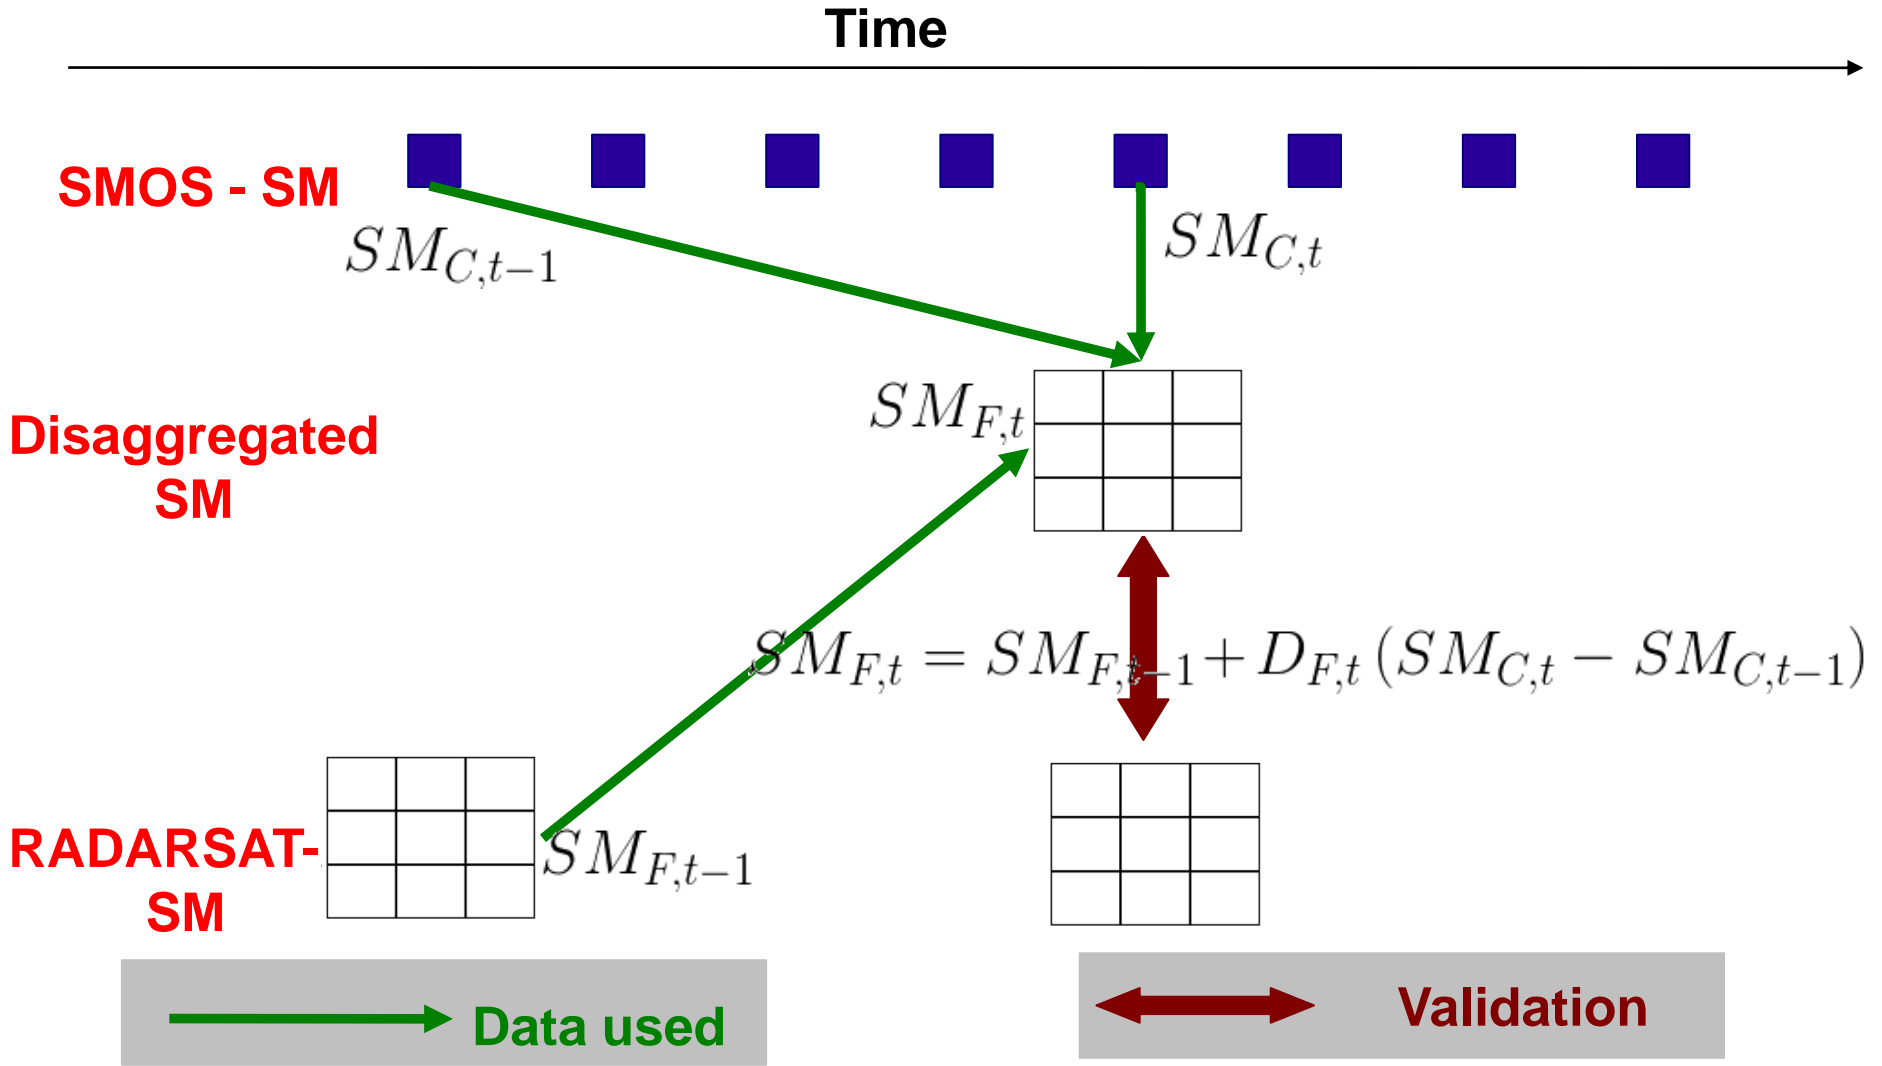 Time
SMOS - SM
SM_{C,t-1}
SM_{C,t}
SM_{F,t}
Disaggregated
SM
SM_{F,t} = SM_{F,t-1} + D_{F,t} (SM_{C,t} - SM_{C,t-1})
RADARSAT-
SM
SM_{F,t-1}
Data used
Validation